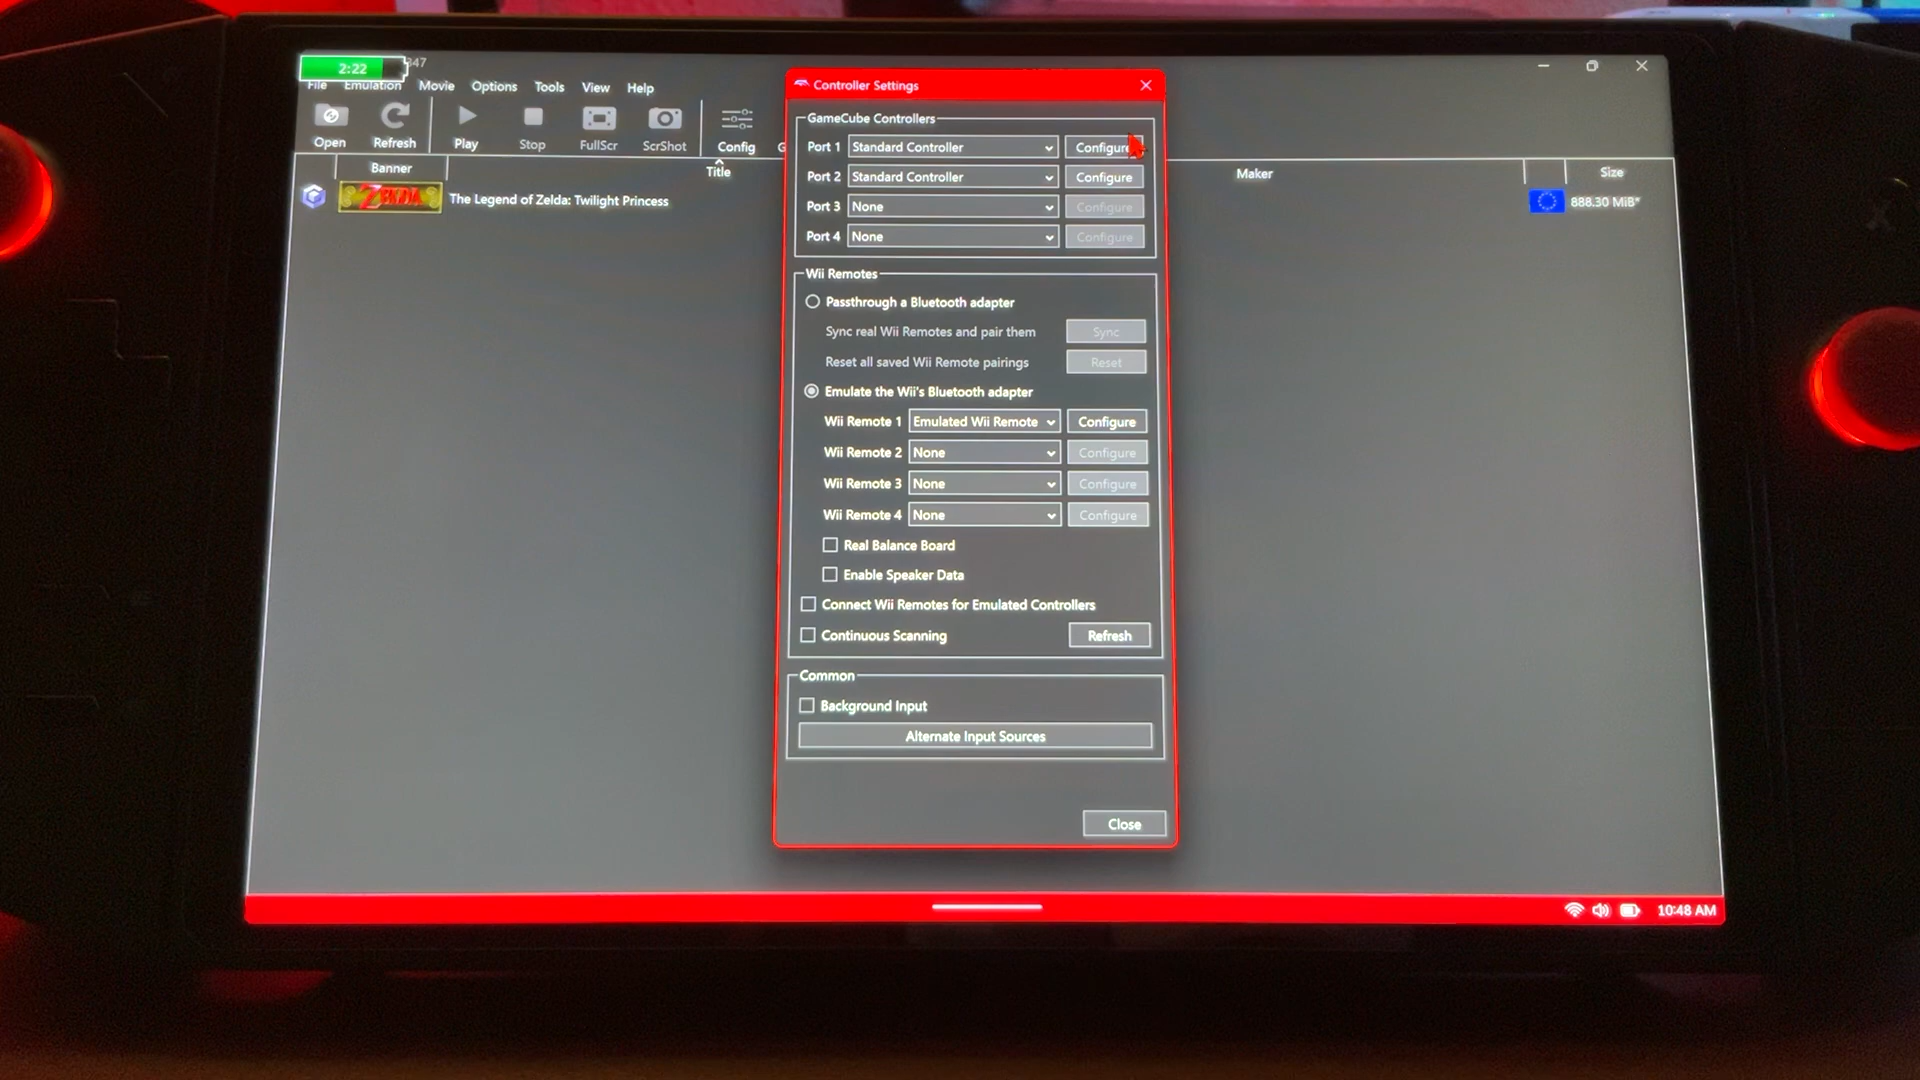 2:22
347
File Emulation Movie Options Tools View Help
Open Refresh Play Stop FullScr ScrShot Config G
Banner Title Maker Size
ZELDA The Legend of Zelda: Twilight Princess 888.30 MiB*
Controller Settings
GameCube Controllers
Port 1 Standard Controller Configure
Port 2 Standard Controller Configure
Port 3 None Configure
Port 4 None Configure
Wii Remotes
Passthrough a Bluetooth adapter
Sync real Wii Remotes and pair them Sync
Reset all saved Wii Remote pairings Reset
Emulate the Wii's Bluetooth adapter
Wii Remote 1 Emulated Wii Remote Configure
Wii Remote 2 None Configure
Wii Remote 3 None Configure
Wii Remote 4 None Configure
Real Balance Board
Enable Speaker Data
Connect Wii Remotes for Emulated Controllers
Continuous Scanning Refresh
Common
Background Input
Alternate Input Sources
Close
10:48 AM
X